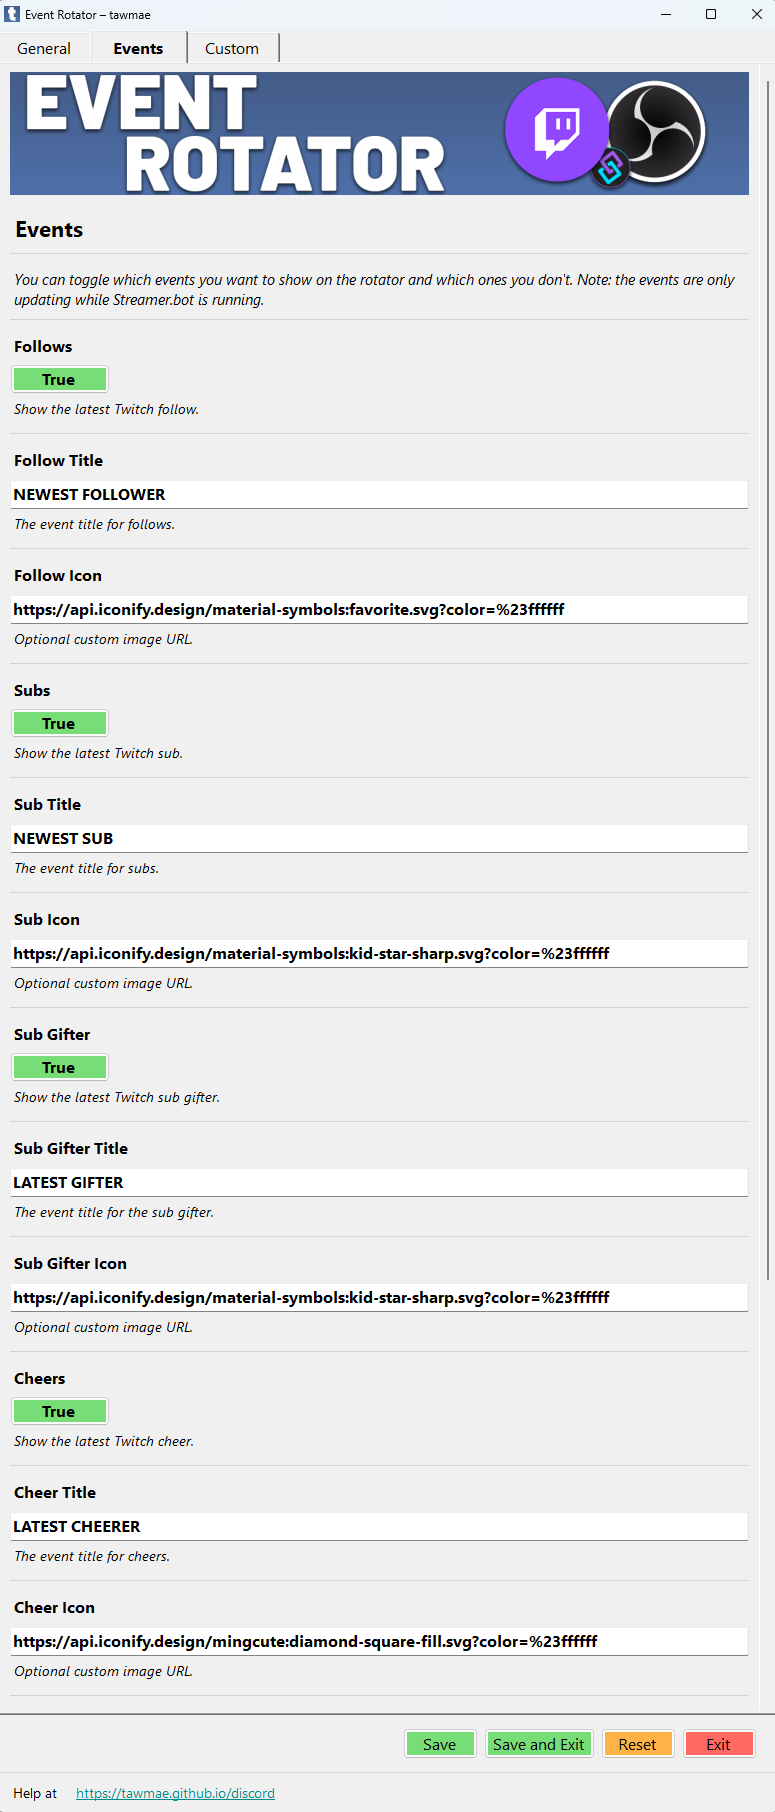 Event Rotator – tawmae
General Events Custom
EVENT
ROTATOR
Events
You can toggle which events you want to show on the rotator and which ones you don't. Note: the events are only
updating while Streamer.bot is running.
Follows
True
Show the latest Twitch follow.
Follow Title
NEWEST FOLLOWER
The event title for follows.
Follow Icon
https://api.iconify.design/material-symbols:favorite.svg?color=%23ffffff
Optional custom image URL.
Subs
True
Show the latest Twitch sub.
Sub Title
NEWEST SUB
The event title for subs.
Sub Icon
https://api.iconify.design/material-symbols:kid-star-sharp.svg?color=%23ffffff
Optional custom image URL.
Sub Gifter
True
Show the latest Twitch sub gifter.
Sub Gifter Title
LATEST GIFTER
The event title for the sub gifter.
Sub Gifter Icon
https://api.iconify.design/material-symbols:kid-star-sharp.svg?color=%23ffffff
Optional custom image URL.
Cheers
True
Show the latest Twitch cheer.
Cheer Title
LATEST CHEERER
The event title for cheers.
Cheer Icon
https://api.iconify.design/mingcute:diamond-square-fill.svg?color=%23ffffff
Optional custom image URL.
Save Save and Exit Reset Exit
Help at https://tawmae.github.io/discord